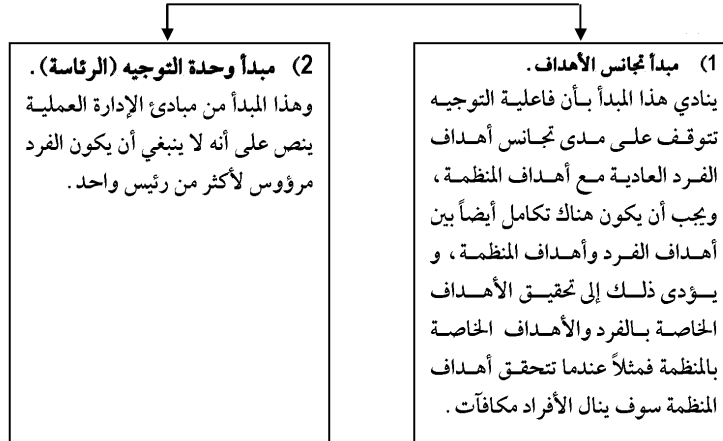 1) مبدأ تجانس الأهداف.
ينادي هذا المبدأ بأن فاعلية التوجيه
تتوقف على مدى تجانس أهداف
الفرد العادية مع أهداف المنظمة،
ويجب أن يكون هناك تكامل أيضاً بين
أهداف الفرد وأهداف المنظمة، و
يؤدى ذلك إلى تحقيق الأهداف
الخاصة بالفرد والأهداف الخاصة
بالمنظمة فمثلاً عندما تتحقق أهداف
المنظمة سوف ينال الأفراد مكافآت.
2) مبدأ وحدة التوجيه (الرئاسة).
وهذا المبدأ من مبادئ الإدارة العملية
ينص على أنه لا ينبغي أن يكون الفرد
مرؤوس لأكثر من رئيس واحد.